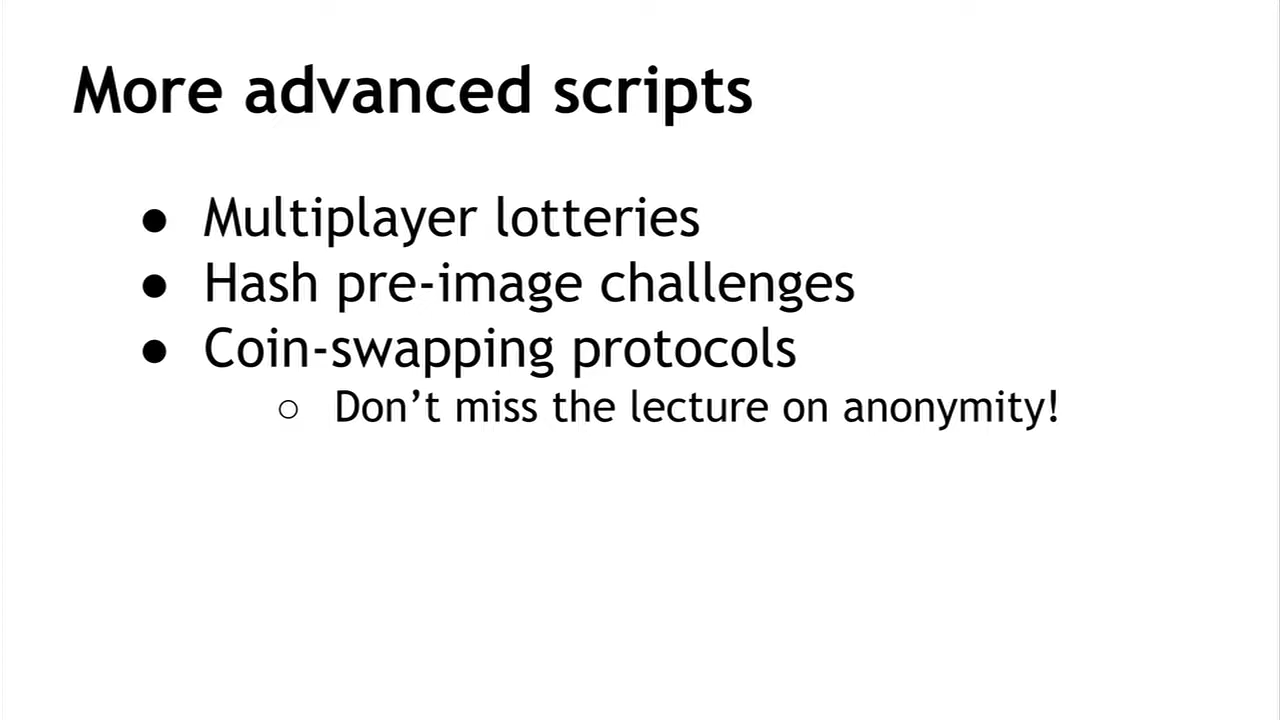 More advanced scripts
● Multiplayer lotteries
● Hash pre-image challenges
● Coin-swapping protocols
○ Don’t miss the lecture on anonymity!